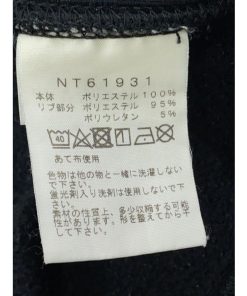 NT61931
本体 ポリエステル 100%
リブ部分 ポリエステル 95%
ポリウレタン 5%
40
あて布使用
色物は他の物と一緒に洗濯しない
で下さい。
蛍光剤入り洗剤は使用しないで
下さい。
素材の性質上、多少収縮する可能
性がありますので、形を整えてから干
して下さい。